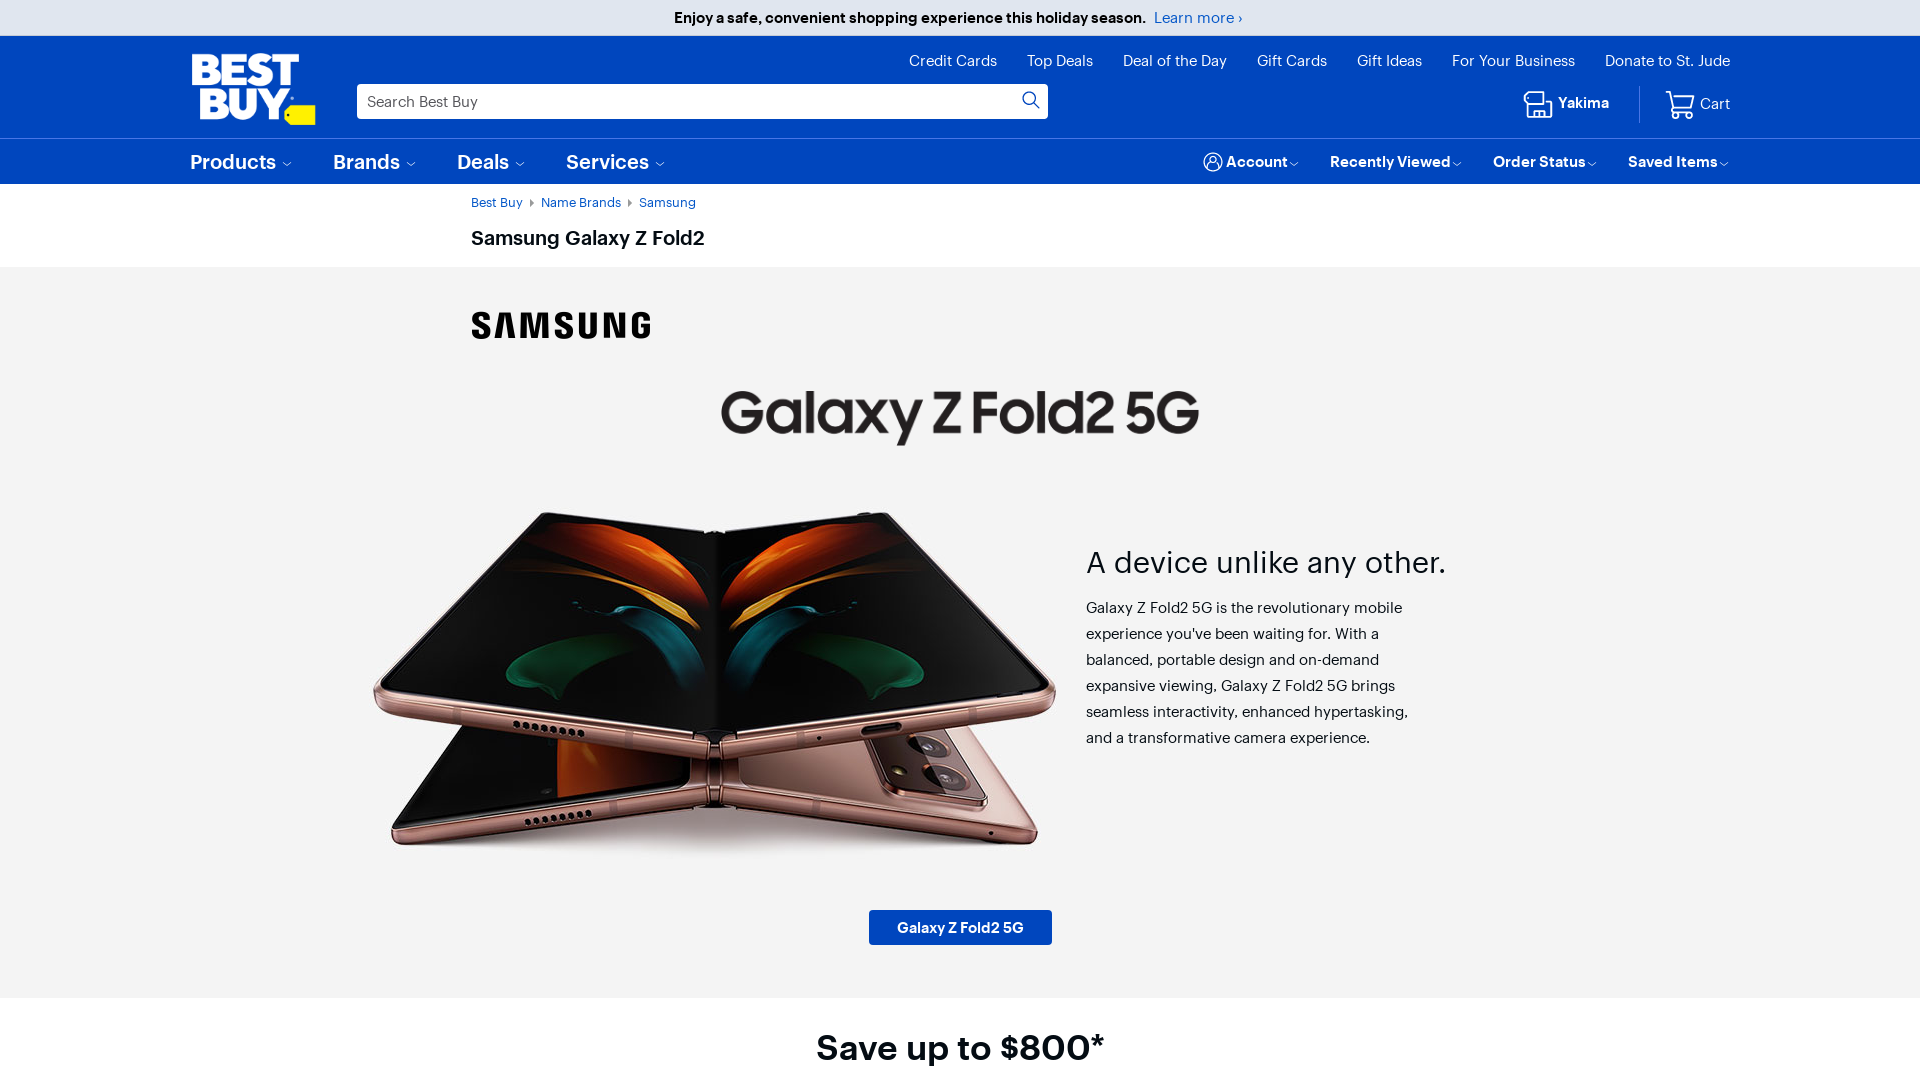 Enjoy a safe, convenient shopping experience this holiday season. Learn more ›
Credit Cards Top Deals Deal of the Day Gift Cards Gift Ideas For Your Business Donate to St. Jude
BEST
BUY
Search Best Buy
Yakima
Cart
Products Brands Deals Services Account Recently Viewed Order Status Saved Items
Best Buy Name Brands Samsung
Samsung Galaxy Z Fold2
SAMSUNG
Galaxy Z Fold2 5G
A device unlike any other.
Galaxy Z Fold2 5G is the revolutionary mobile
experience you've been waiting for. With a
balanced, portable design and on-demand
expansive viewing, Galaxy Z Fold2 5G brings
seamless interactivity, enhanced hypertasking,
and a transformative camera experience.
Galaxy Z Fold2 5G
Save up to $800*